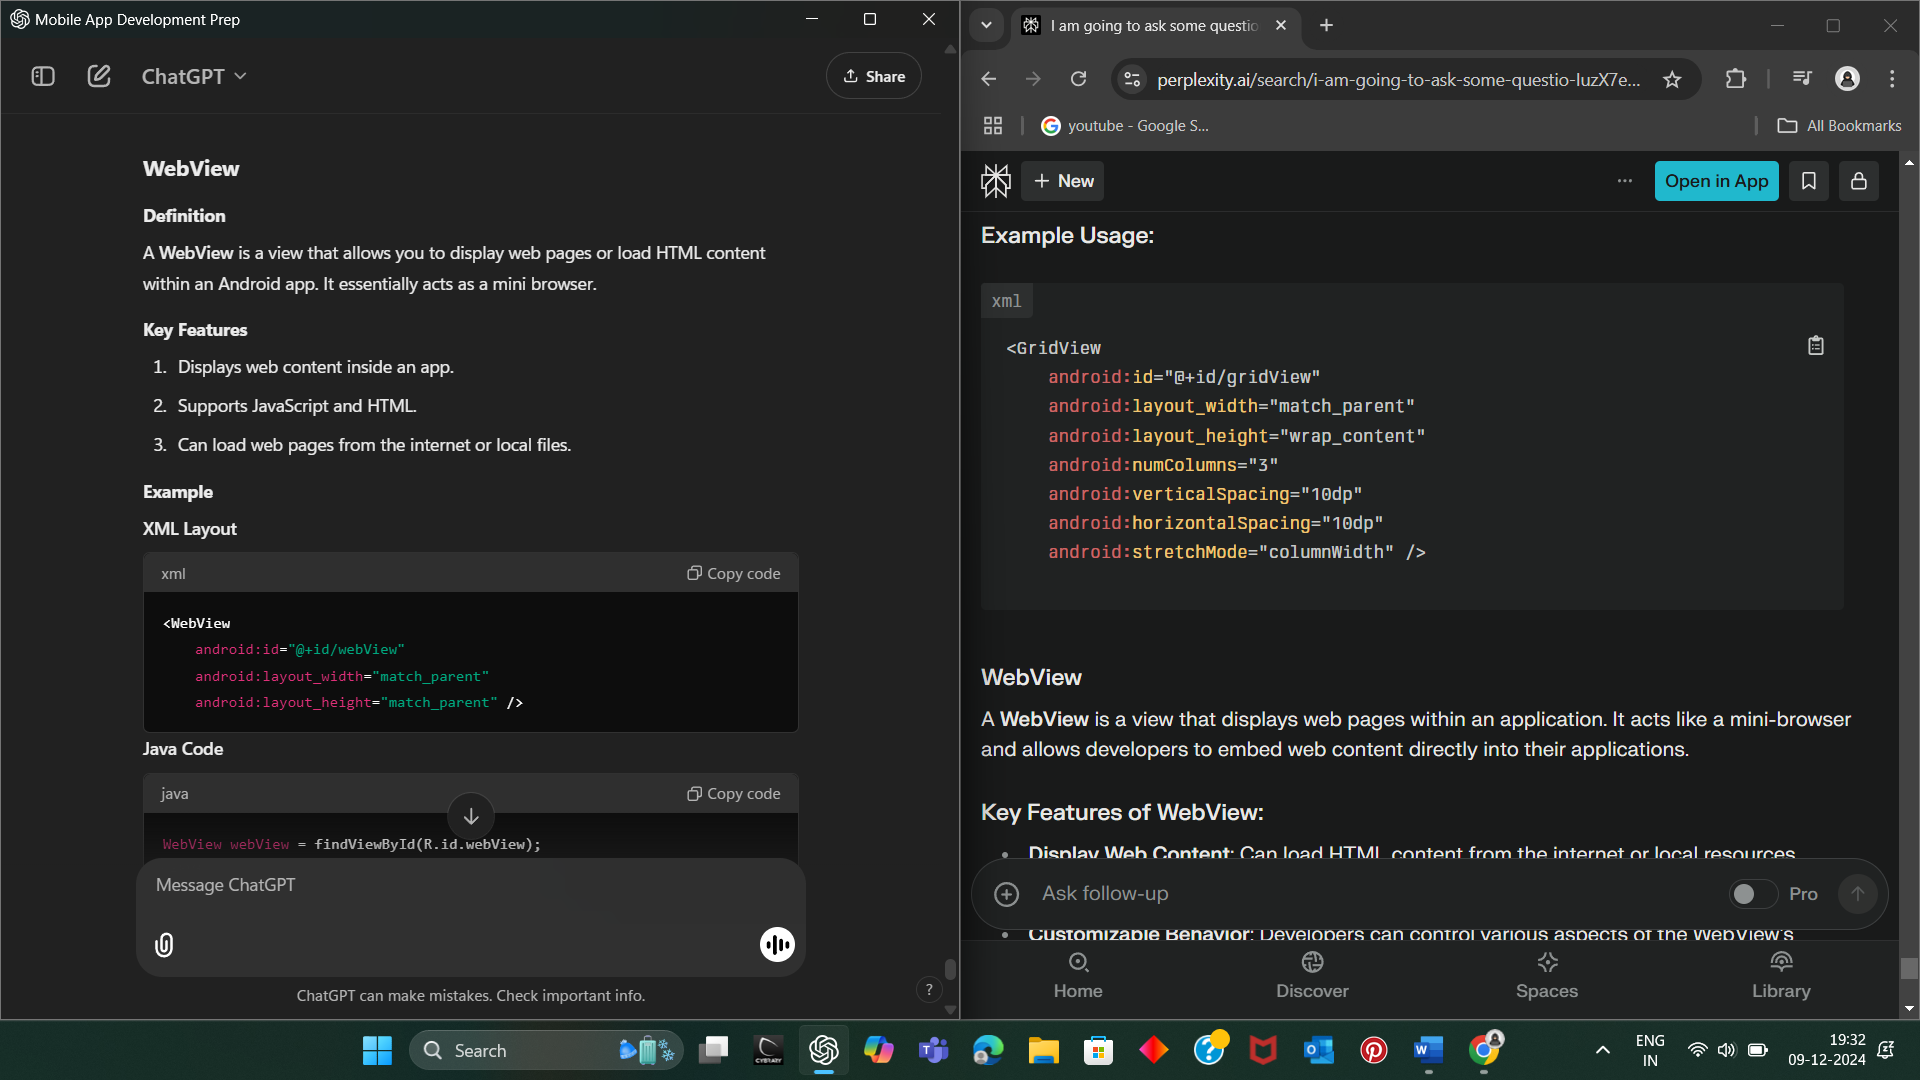 Mobile App Development Prep
ChatGPT
Share
WebView
Definition
A WebView is a view that allows you to display web pages or load HTML content
within an Android app. It essentially acts as a mini browser.
Key Features
1. Displays web content inside an app.
2. Supports JavaScript and HTML.
3. Can load web pages from the internet or local files.
Example
XML Layout
xml
Copy code
<WebView
android:id="@+id/webView"
android:layout_width="match_parent"
android:layout_height="match_parent" />
Java Code
java
Copy code
WebView webView = findViewById(R.id.webView);
Message ChatGPT
ChatGPT can make mistakes. Check important info.
?
I am going to ask some questio
perplexity.ai/search/i-am-going-to-ask-some-questio-luzX7e...
youtube - Google S...
All Bookmarks
New
Open in App
Example Usage:
xml
<GridView
android:id="@+id/gridView"
android:layout_width="match_parent"
android:layout_height="wrap_content"
android:numColumns="3"
android:verticalSpacing="10dp"
android:horizontalSpacing="10dp"
android:stretchMode="columnWidth" />
WebView
A WebView is a view that displays web pages within an application. It acts like a mini-browser
and allows developers to embed web content directly into their applications.
Key Features of WebView:
• Display Web Content: Can load HTML content from the internet or local resources
Ask follow-up
Pro
• Customizable Behavior: Developers can control various aspects of the WebView's
Home
Discover
Spaces
Library
Search
CYBRARY
ENG
IN
19:32
09-12-2024